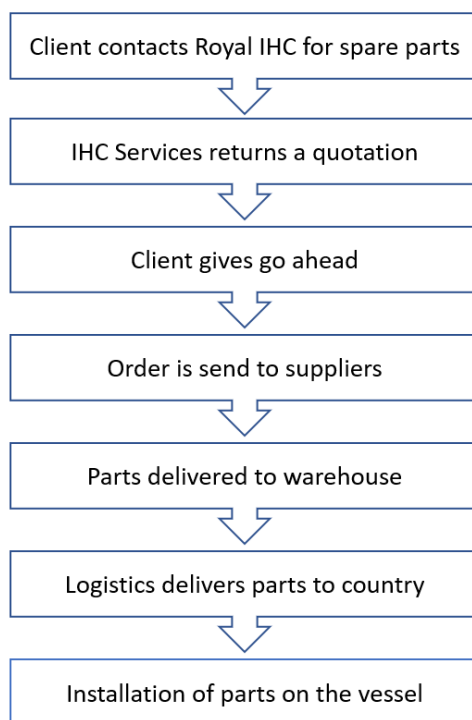 Client contacts Royal IHC for spare parts
IHC Services returns a quotation
Client gives go ahead
Order is send to suppliers
Parts delivered to warehouse
Logistics delivers parts to country
Installation of parts on the vessel